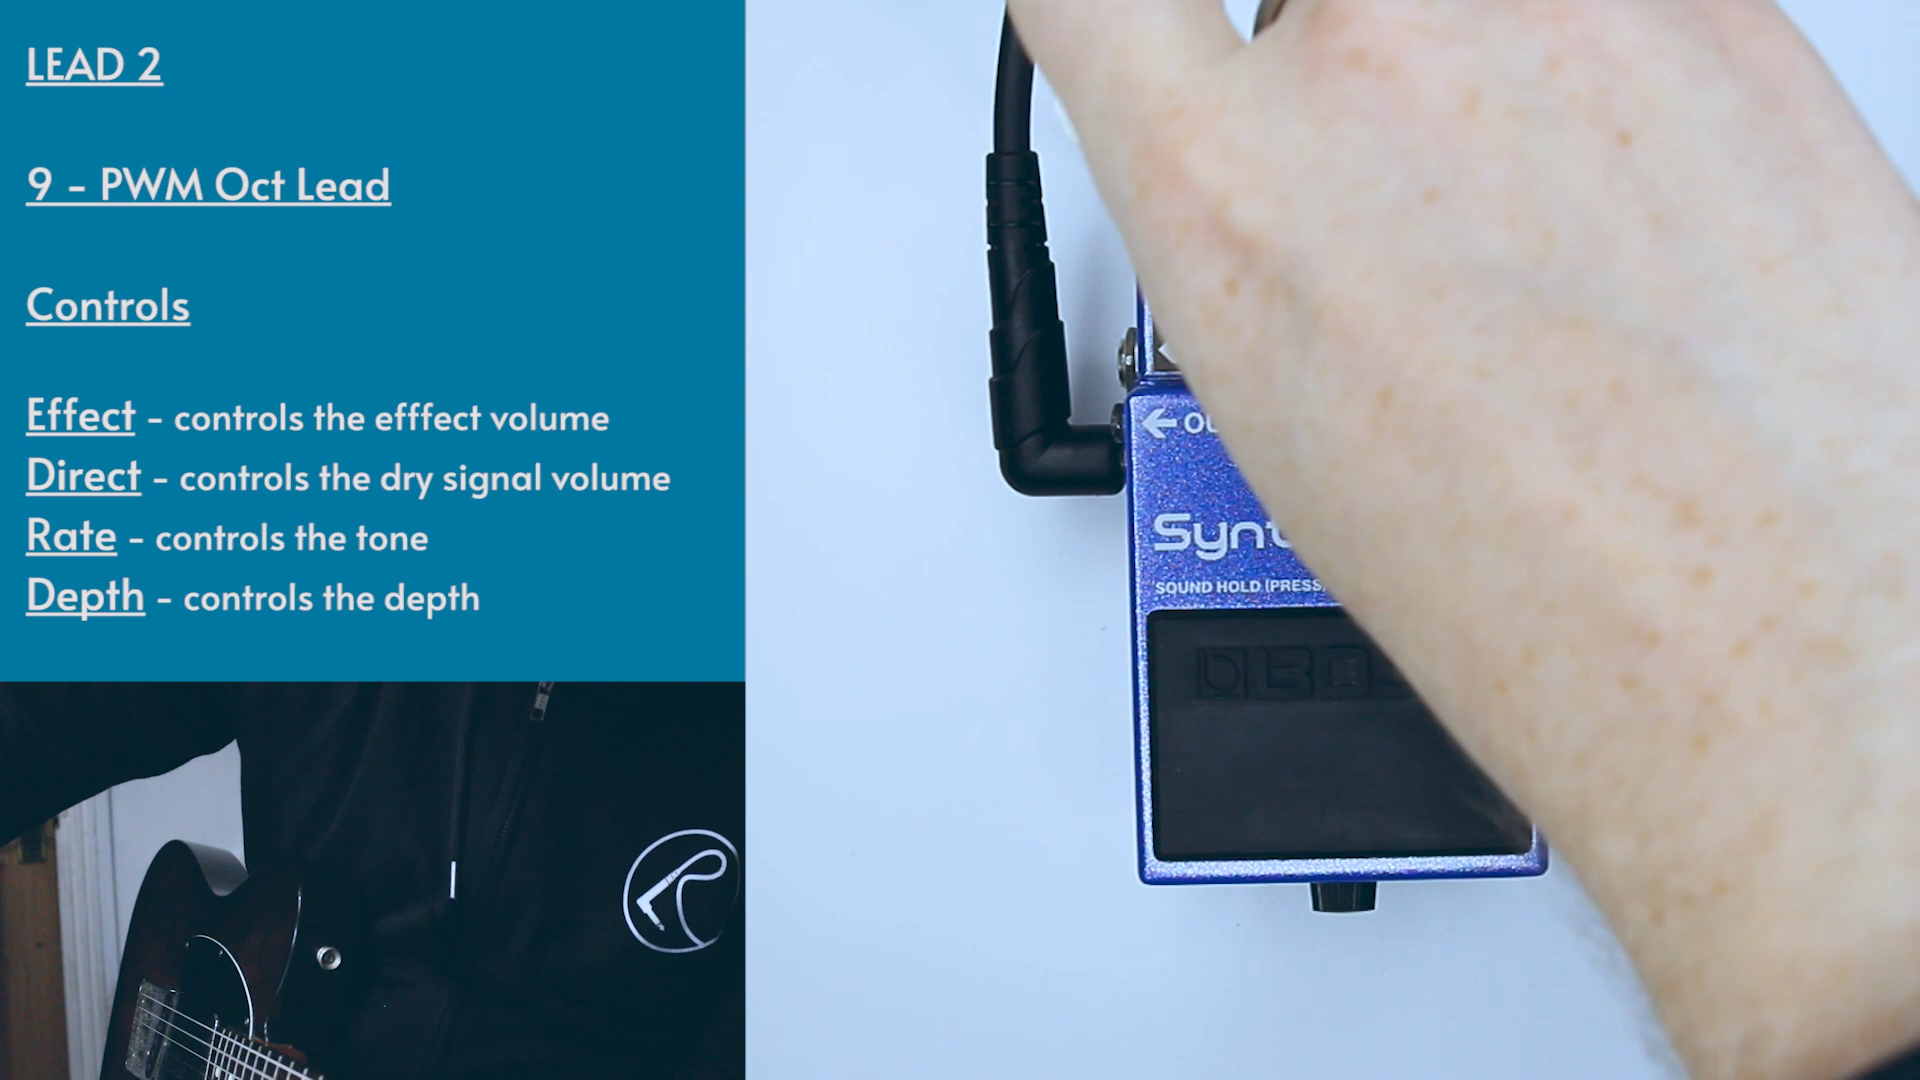 LEAD 2
9 - PWM Oct Lead
Controls
Effect - controls the efffect volume
Direct - controls the dry signal volume
Rate - controls the tone
Depth - controls the depth
SOUND HOLD (PRESS
BOSS